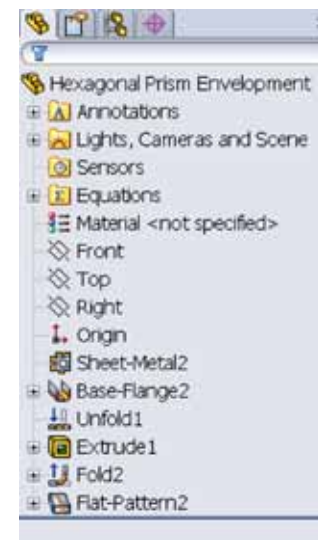 Hexagonal Prism Envelopment
Annotations
Lights, Cameras and Scene
Sensors
Equations
Material <not specified>
Front
Top
Right
Origin
Sheet-Metal2
Base-Flange2
Unfold1
Extrude1
Fold2
Flat-Pattern2